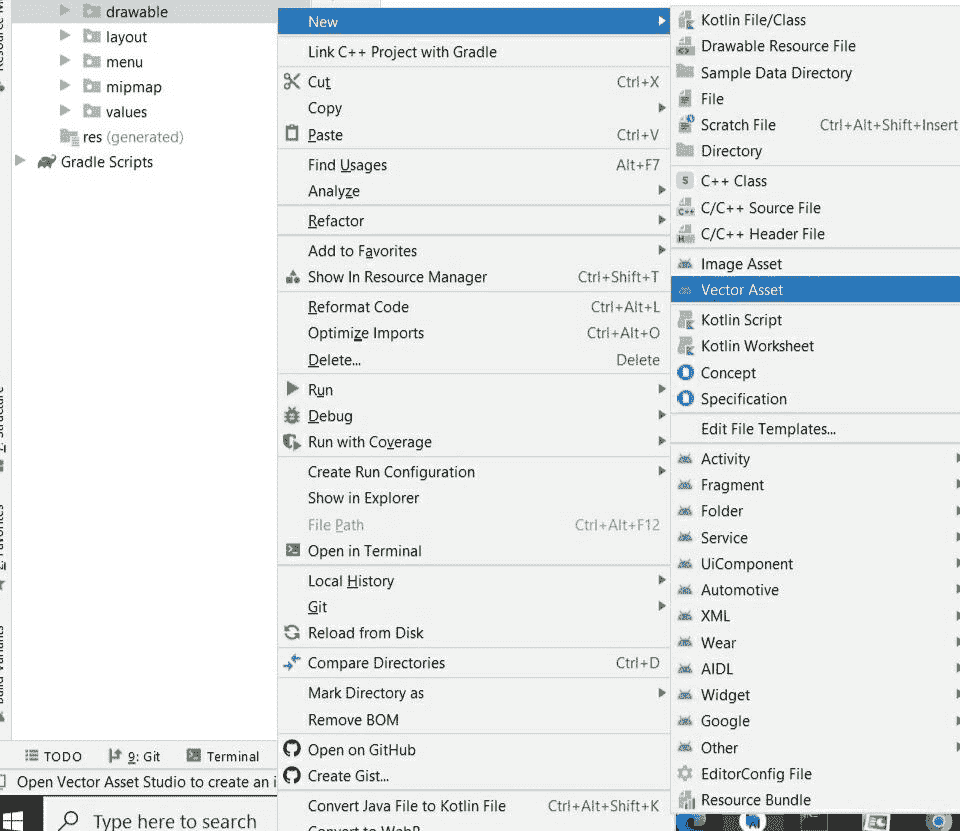 drawable
layout
menu
mipmap
values
res (generated)
Gradle Scripts
New
Link C++ Project with Gradle
Cut Ctrl+X
Copy
Paste Ctrl+V
Find Usages Alt+F7
Analyze
Refactor
Add to Favorites
Show In Resource Manager Ctrl+Shift+T
Reformat Code Ctrl+Alt+L
Optimize Imports Ctrl+Alt+O
Delete... Delete
Run
Debug
Run with Coverage
Create Run Configuration
Show in Explorer
File Path Ctrl+Alt+F12
Open in Terminal
Local History
Git
Reload from Disk
Compare Directories Ctrl+D
Mark Directory as
Remove BOM
Open on GitHub
Create Gist...
Convert Java File to Kotlin File Ctrl+Alt+Shift+K
Convert to WebP
Kotlin File/Class
Drawable Resource File
Sample Data Directory
File
Scratch File Ctrl+Alt+Shift+Insert
Directory
C++ Class
C/C++ Source File
C/C++ Header File
Image Asset
Vector Asset
Kotlin Script
Kotlin Worksheet
Concept
Specification
Edit File Templates...
Activity
Fragment
Folder
Service
UiComponent
Automotive
XML
Wear
AIDL
Widget
Google
Other
EditorConfig File
Resource Bundle
TODO 9: Git Terminal
Open Vector Asset Studio to create an i
Type here to search